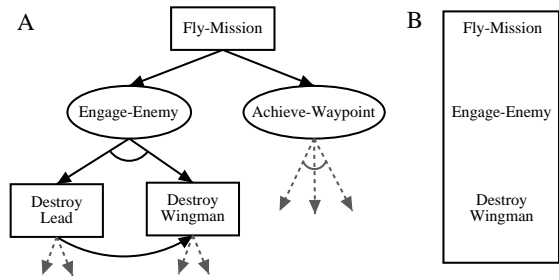 A
Fly-Mission
Engage-Enemy
Achieve-Waypoint
Destroy
Lead
Destroy
Wingman
B
Fly-Mission
Engage-Enemy
Destroy
Wingman